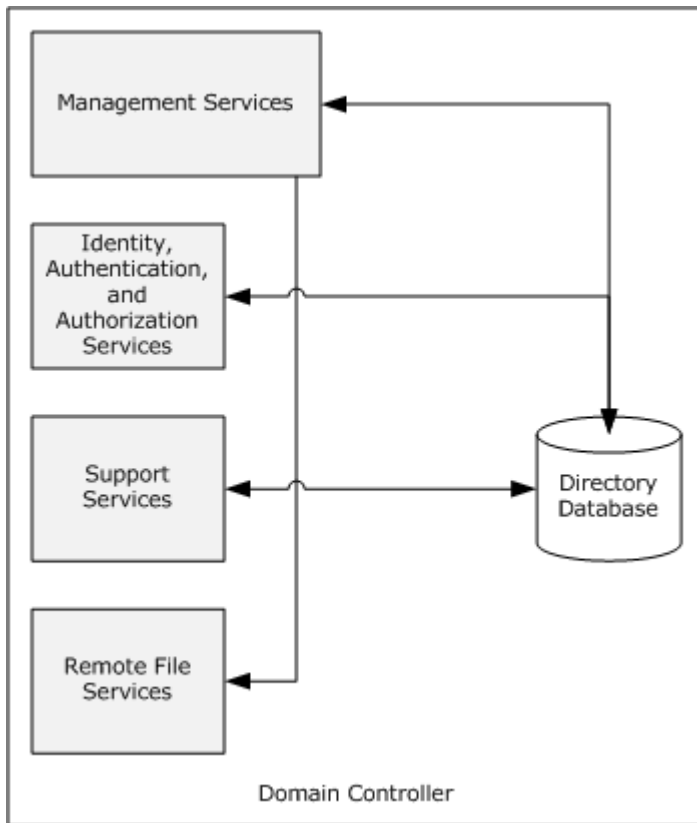 Management Services
Identity,
Authentication,
and
Authorization
Services
Support
Services
Directory
Database
Remote File
Services
Domain Controller